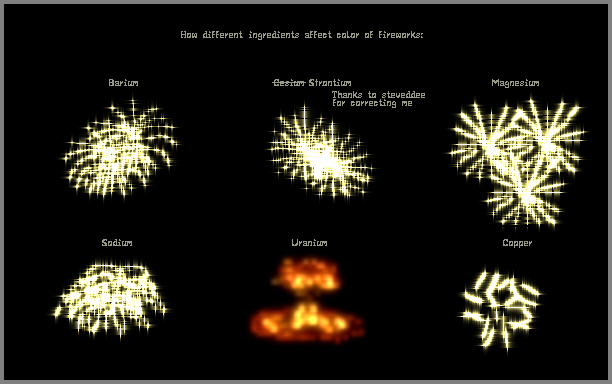 How different ingredients affect color of fireworks:
Barium
Cesium Strontium
Thanks to steveddee
for correcting me
Magnesium
Sodium
Uranium
Copper